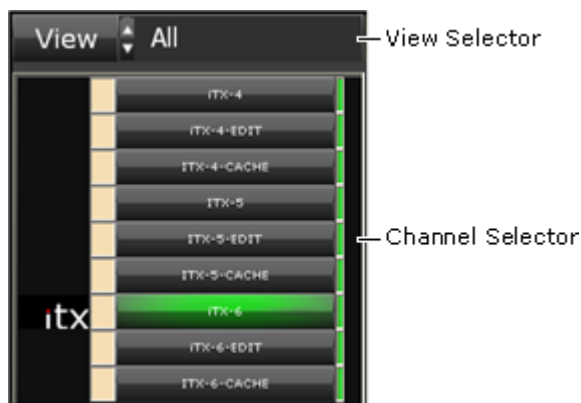 View All View Selector
iTX-4
iTX-4-EDIT
ITX-4-CACHE
iTX-5
ITX-5-EDIT
Channel Selector
ITX-5-CACHE
itx
iTX-6
iTX-6-EDIT
ITX-6-CACHE